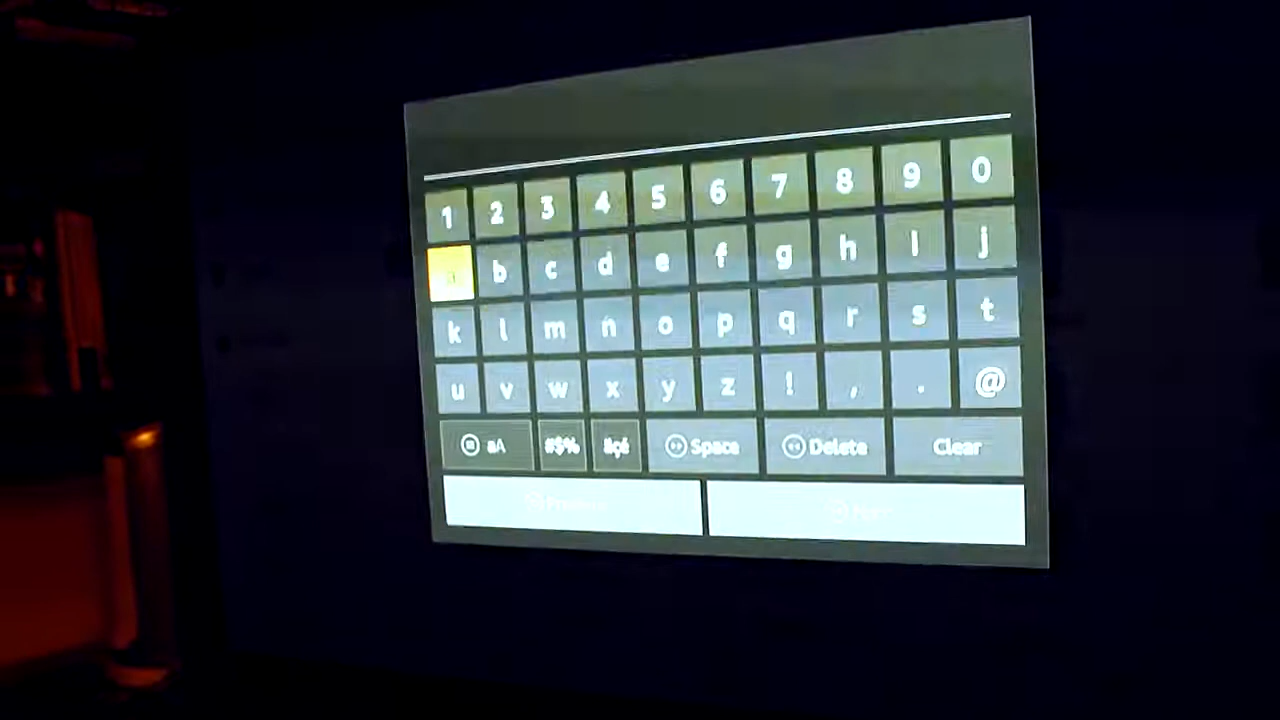 1 2 3 4 5 6 7 8 9 0
a b c d e f g h i j
k l m n o p q r s t
u v w x y z ! , . @
aA #$% äçé Space Delete Clear